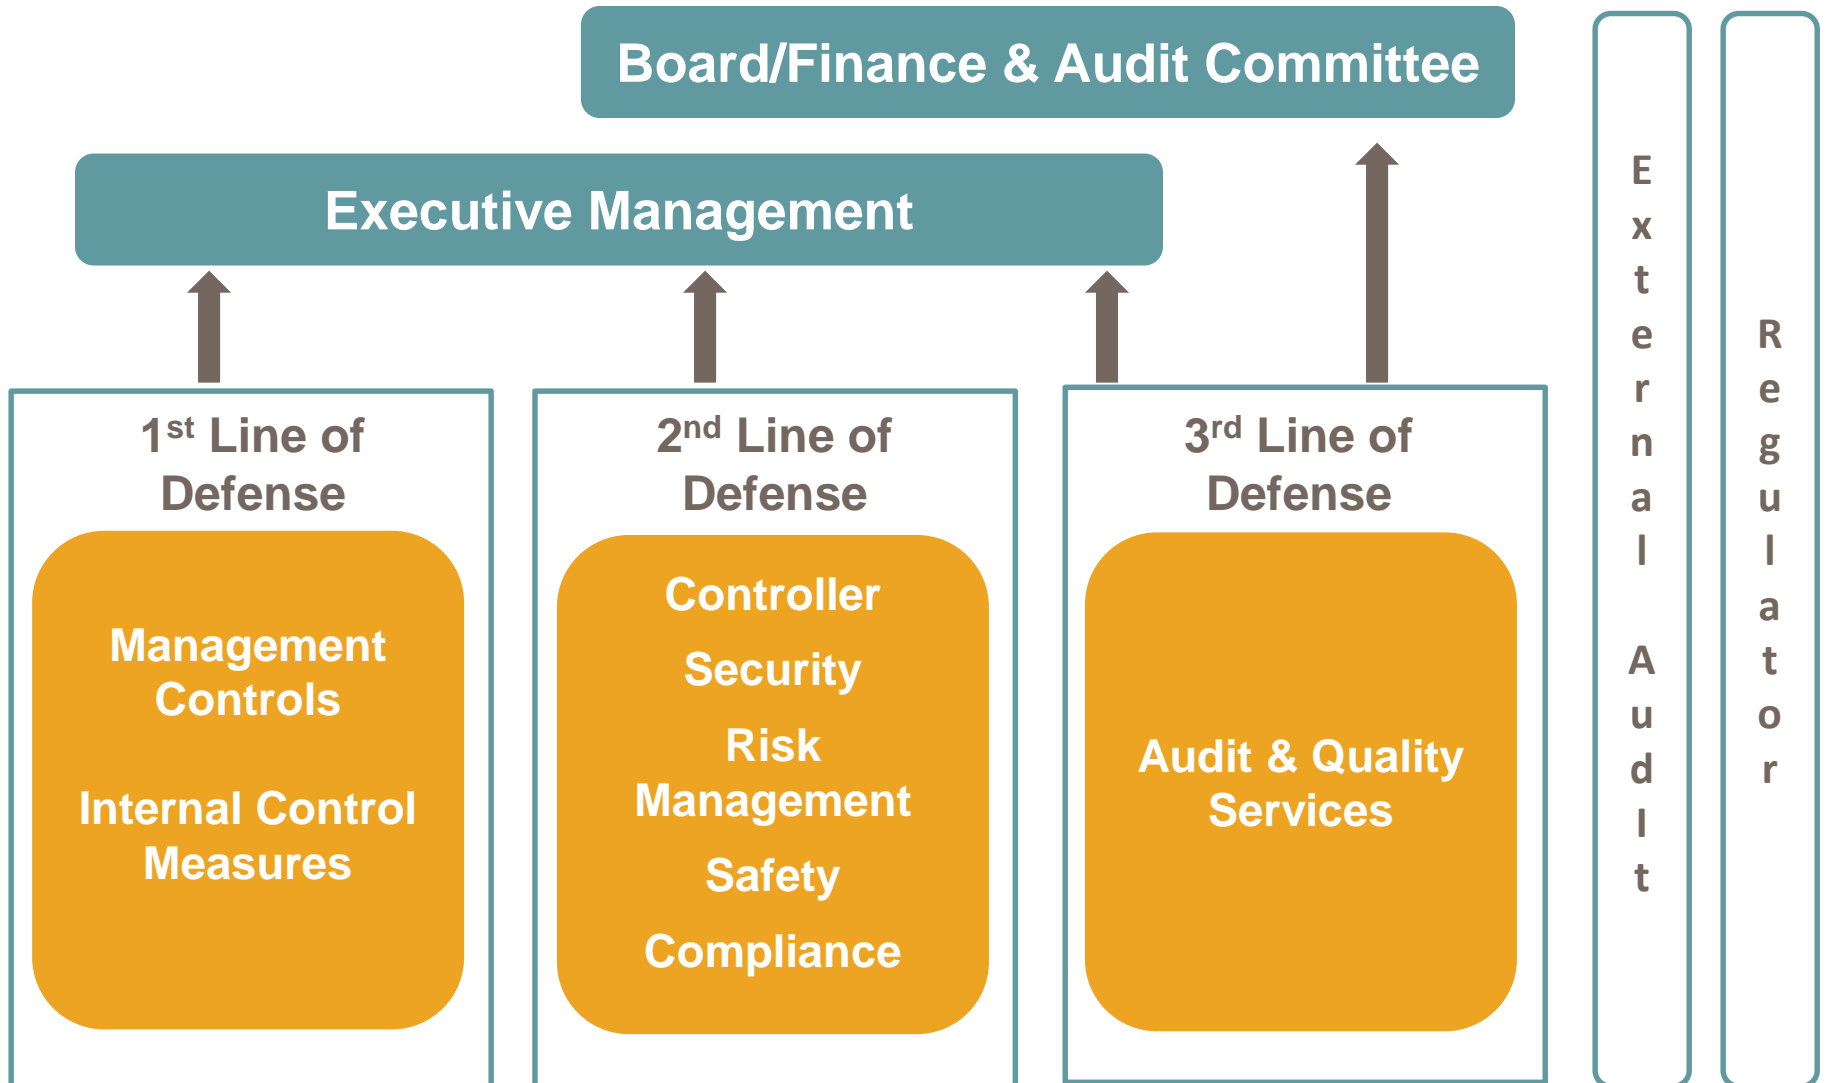 Board/Finance & Audit Committee
Executive Management
1st Line of
Defense
Management
Controls
Internal Control
Measures
2nd Line of
Defense
Controller
Security
Risk
Management
Safety
Compliance
3rd Line of
Defense
Audit & Quality
Services
External AudIt
Regulator